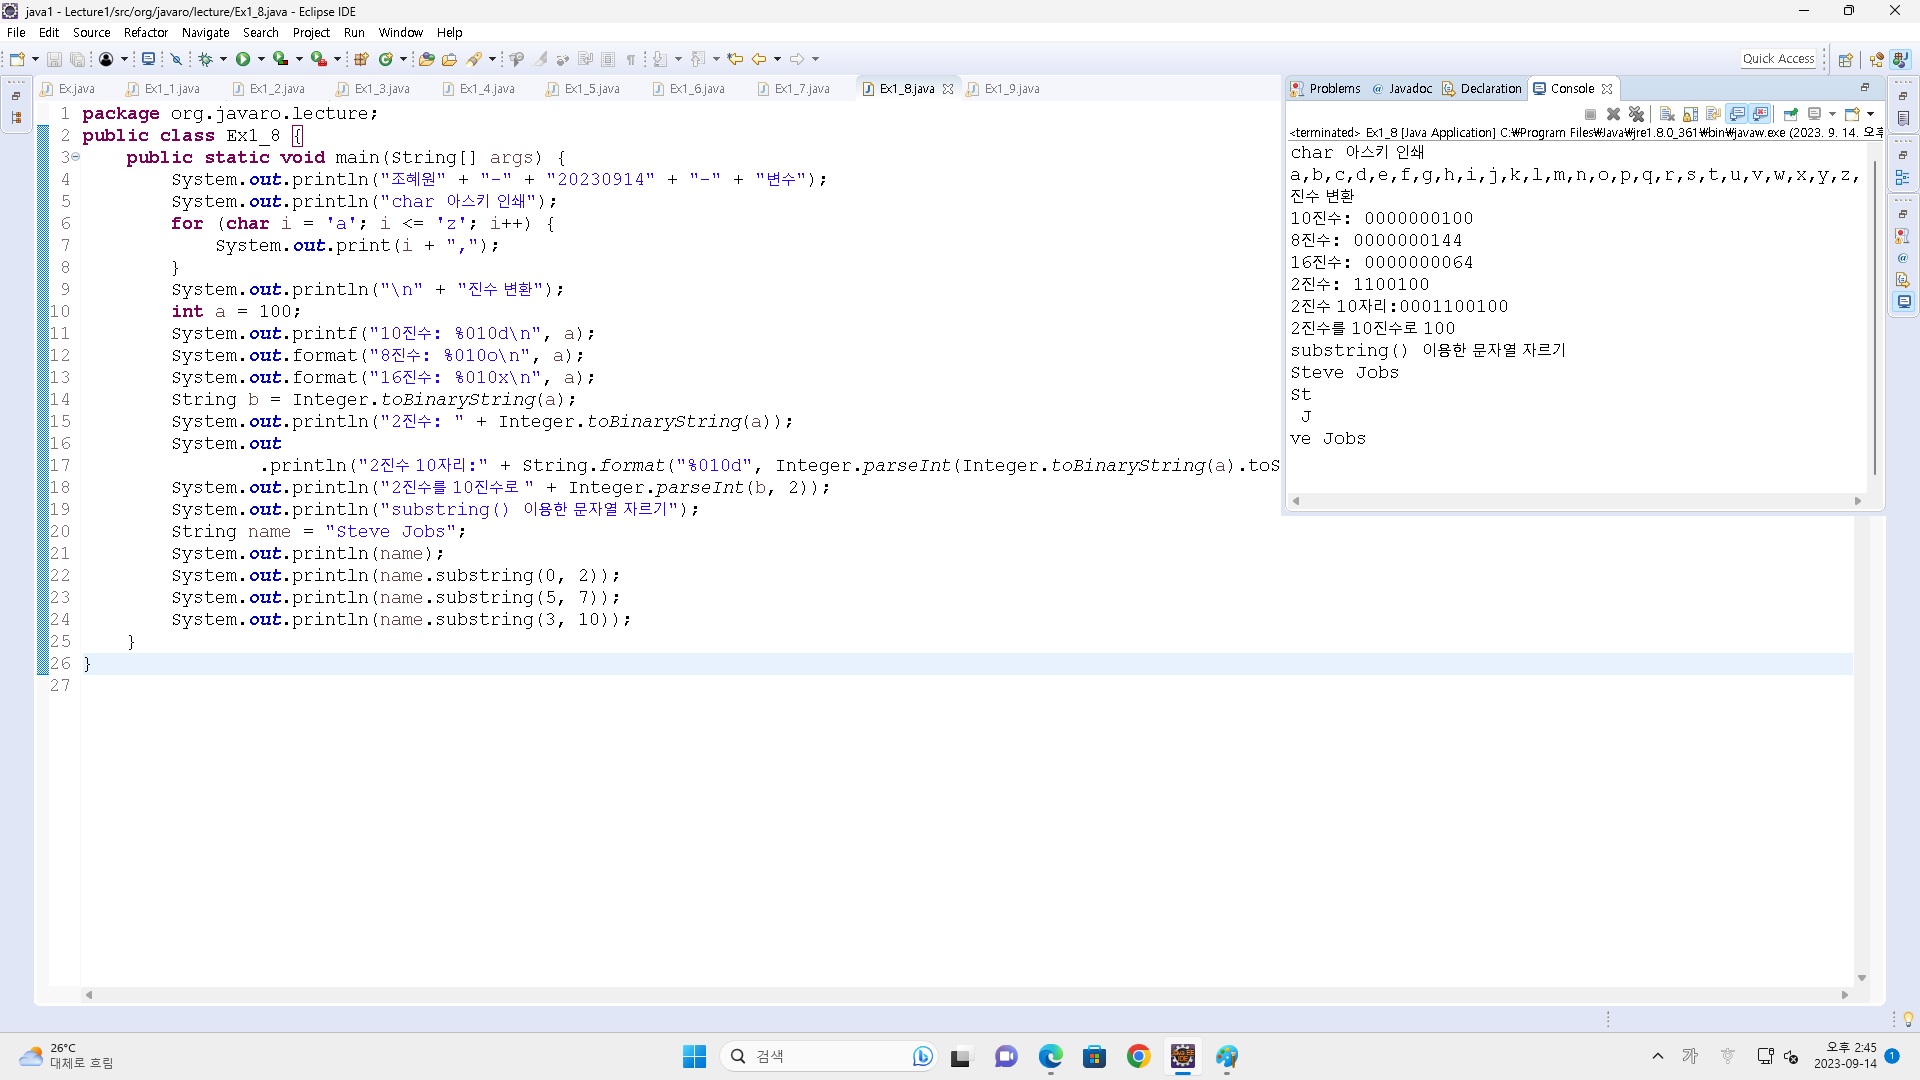 java1 - Lecture1/src/org/javaro/lecture/Ex1_8.java - Eclipse IDE
File Edit Source Refactor Navigate Search Project Run Window Help
Quick Access
Ex.java Ex1_1.java Ex1_2.java Ex1_3.java Ex1_4.java Ex1_5.java Ex1_6.java Ex1_7.java Ex1_8.java Ex1_9.java
1 package org.javaro.lecture;
2 public class Ex1_8 {
3 public static void main(String[] args) {
4 System.out.println("조혜원" + "-" + "20230914" + "-" + "변수");
5 System.out.println("char 아스키 인쇄");
6 for (char i = 'a'; i <= 'z'; i++) {
7 System.out.print(i + ",");
8 }
9 System.out.println("\n" + "진수 변환");
10 int a = 100;
11 System.out.printf("10진수: %010d\n", a);
12 System.out.format("8진수: %010o\n", a);
13 System.out.format("16진수: %010x\n", a);
14 String b = Integer.toBinaryString(a);
15 System.out.println("2진수: " + Integer.toBinaryString(a));
16 System.out
17 .println("2진수 10자리:" + String.format("%010d", Integer.parseInt(Integer.toBinaryString(a).toS
18 System.out.println("2진수를 10진수로 " + Integer.parseInt(b, 2));
19 System.out.println("substring() 이용한 문자열 자르기");
20 String name = "Steve Jobs";
21 System.out.println(name);
22 System.out.println(name.substring(0, 2));
23 System.out.println(name.substring(5, 7));
24 System.out.println(name.substring(3, 10));
25 }
26 }
27
Problems Javadoc Declaration Console
<terminated> Ex1_8 [Java Application] C:₩Program Files₩Java₩jre1.8.0_361₩bin₩javaw.exe (2023. 9. 14. 오후
char 아스키 인쇄
a,b,c,d,e,f,g,h,i,j,k,l,m,n,o,p,q,r,s,t,u,v,w,x,y,z,
진수 변환
10진수: 0000000100
8진수: 0000000144
16진수: 0000000064
2진수: 1100100
2진수 10자리:0001100100
2진수를 10진수로 100
substring() 이용한 문자열 자르기
Steve Jobs
St
J
ve Jobs
26°C
대체로 흐림
검색
가
오후 2:45
2023-09-14
1